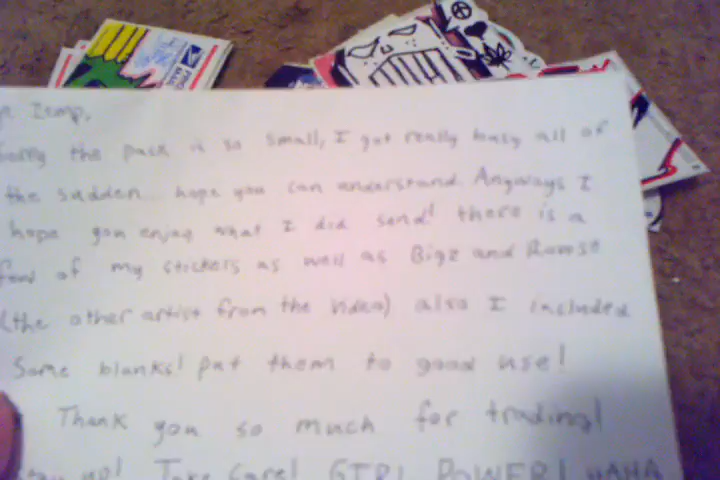 Sorry the pack is so small, I got really busy all of
the sudden... hope you can understand. Anyways I
hope you enjoy what I did send! there is a
few of my stickers as well as Bigz and
(the other artist from the video) also I included
Some blanks! put them to good use!
Thank you so much for trading!
up! Take Care! GIRL POWER! HAHA